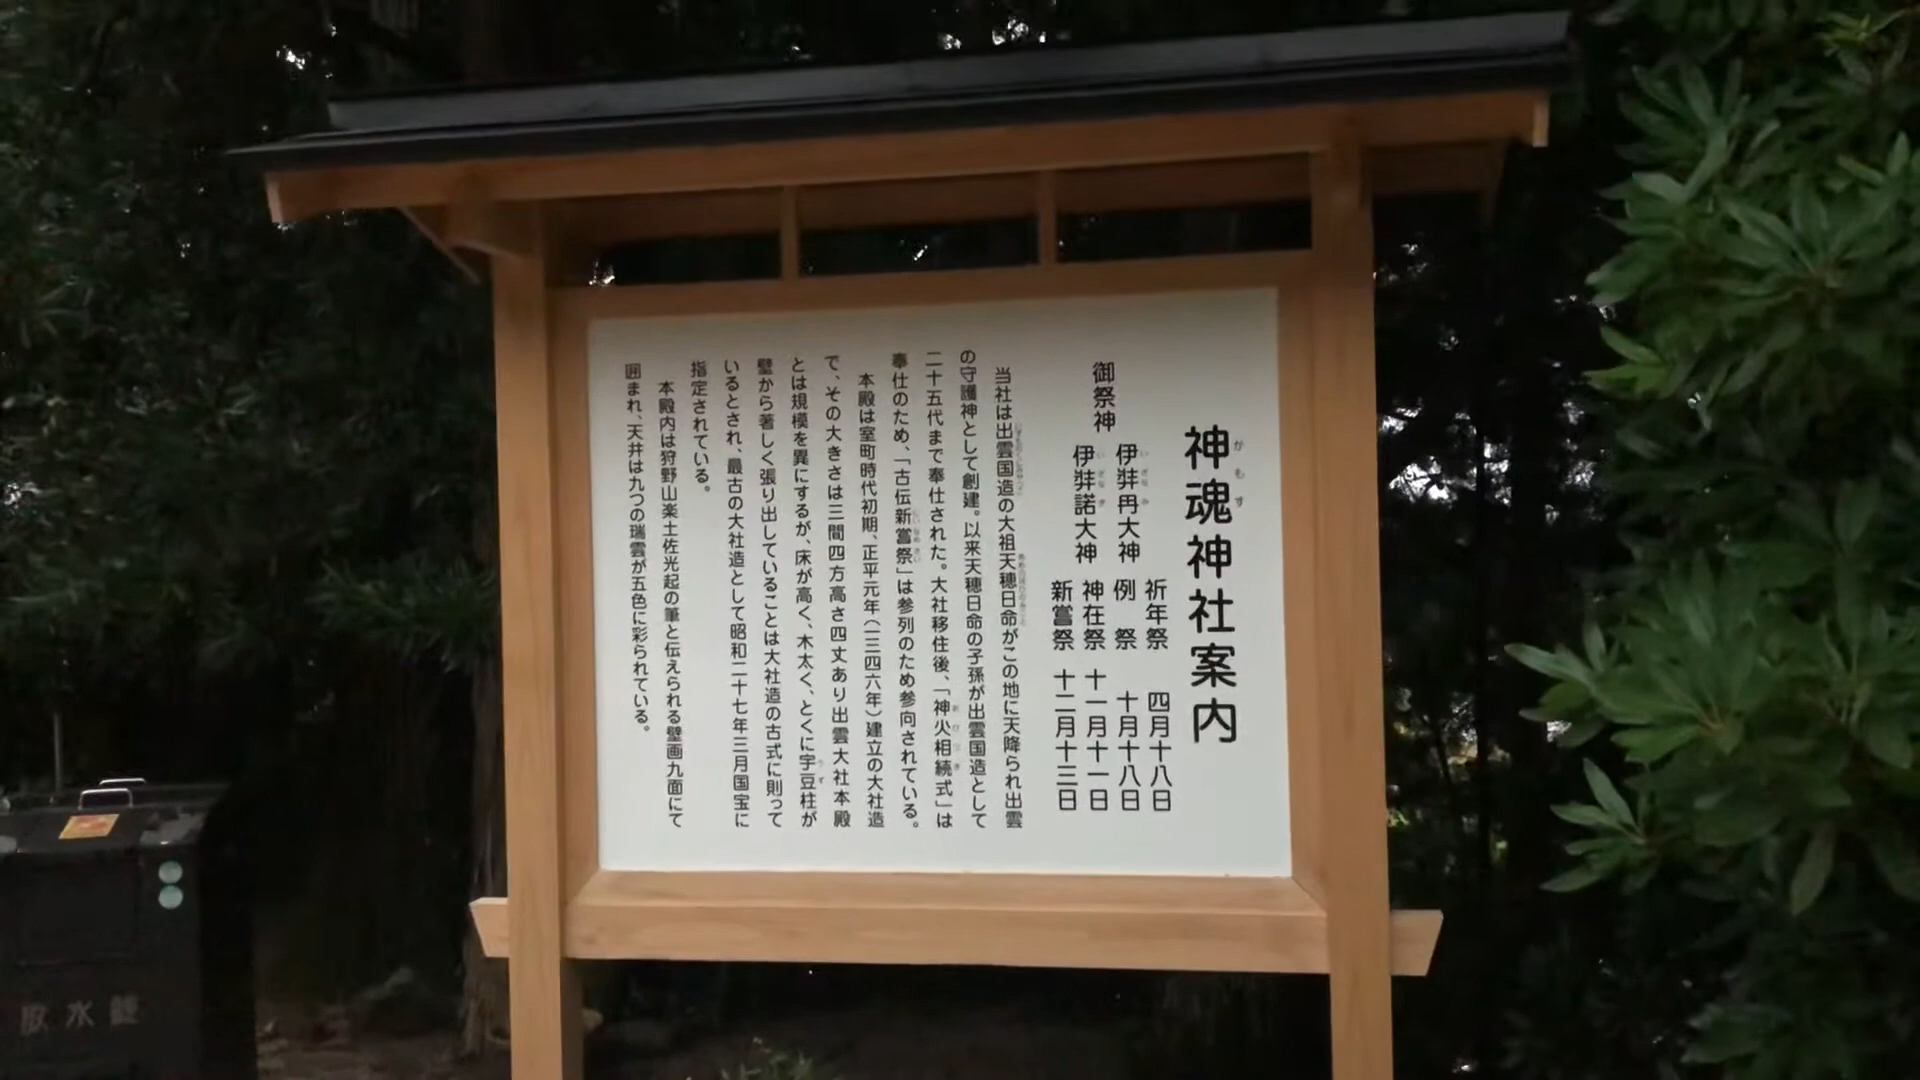 神魂神社案内
かもす
御祭神
伊弉冉大神
いざなみ
伊弉諾大神
いざなぎ
祈年祭 四月十八日
例 祭 十月十八日
神在祭 十一月十一日
新嘗祭 十二月十三日
当社は出雲国造の大祖天穂日命がこの地に天降られ出雲
の守護神として創建。以来天穂日命の子孫が出雲国造として
二十五代まで奉仕された。大社移住後、「神火相続式」は
奉仕のため、「古伝新嘗祭」は参列のため参向されている。
本殿は室町時代初期、正平元年(一三四六年)建立の大社造
で、その大きさは三間四方高さ四丈あり出雲大社本殿
とは規模を異にするが、床が高く、木太く、とくに宇豆柱が
壁から著しく張り出していることは大社造の古式に則って
いるとされ、最古の大社造として昭和二十七年三月国宝に
指定されている。
本殿内は狩野山楽土佐光起の筆と伝えられる壁画九面にて
囲まれ、天井は九つの瑞雲が五色に彩られている。